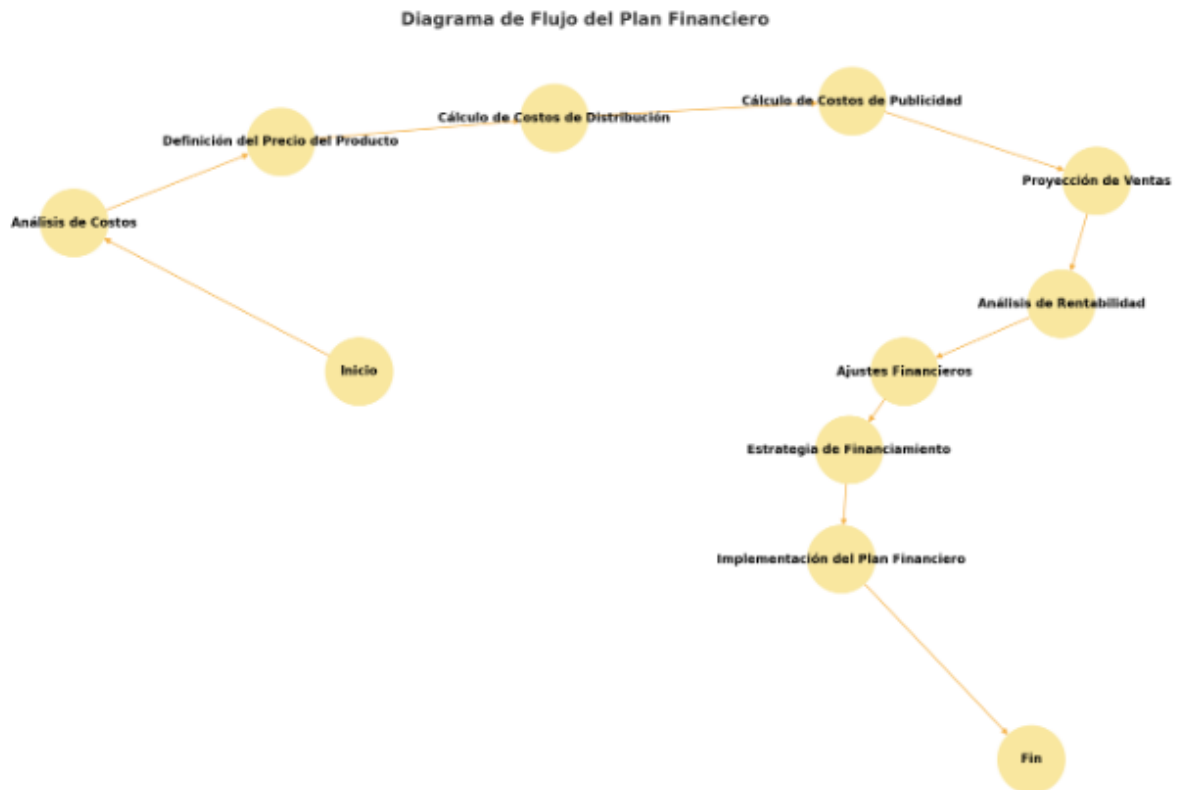 Diagrama de Flujo del Plan Financiero
Inicio
Análisis de Costos
Definición del Precio del Producto
Cálculo de Costos de Distribución
Cálculo de Costos de Publicidad
Proyección de Ventas
Análisis de Rentabilidad
Ajustes Financieros
Estrategia de Financiamiento
Implementación del Plan Financiero
Fin